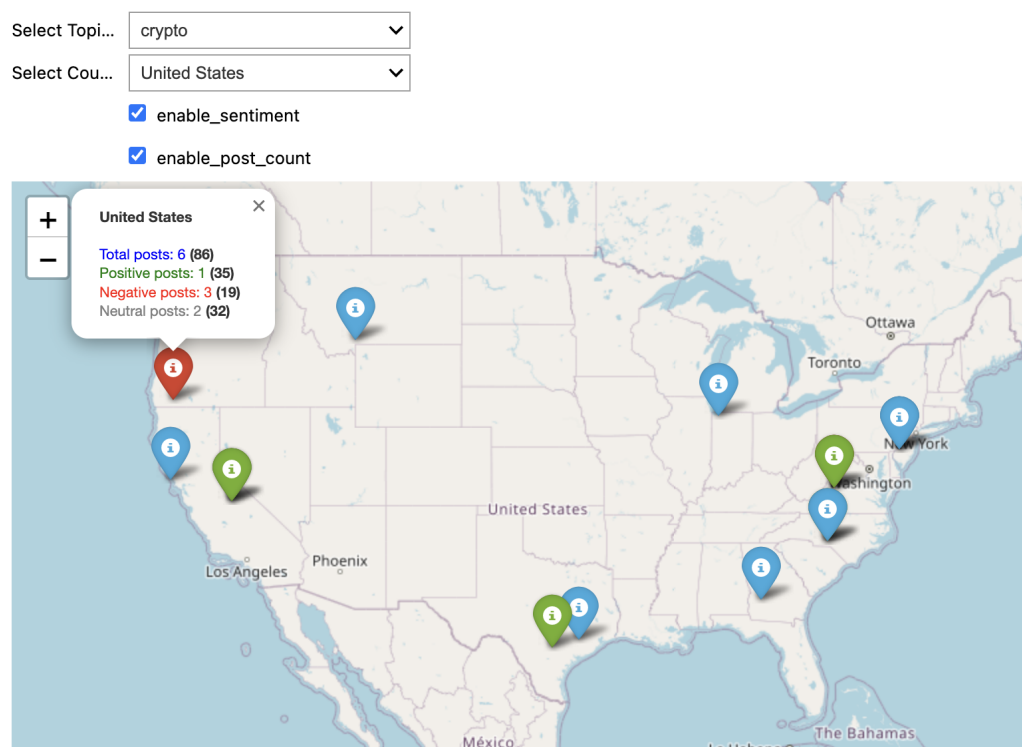 Select Topi...
crypto
Select Cou...
United States
enable_sentiment
enable_post_count
+
−
×
United States
Total posts: 6 (86)
Positive posts: 1 (35)
Negative posts: 3 (19)
Neutral posts: 2 (32)
i
i
i
i
i
i
i
i
i
i
i
i
Ottawa
Toronto
New York
Washington
United States
Los Angeles
Phoenix
México
The Bahamas